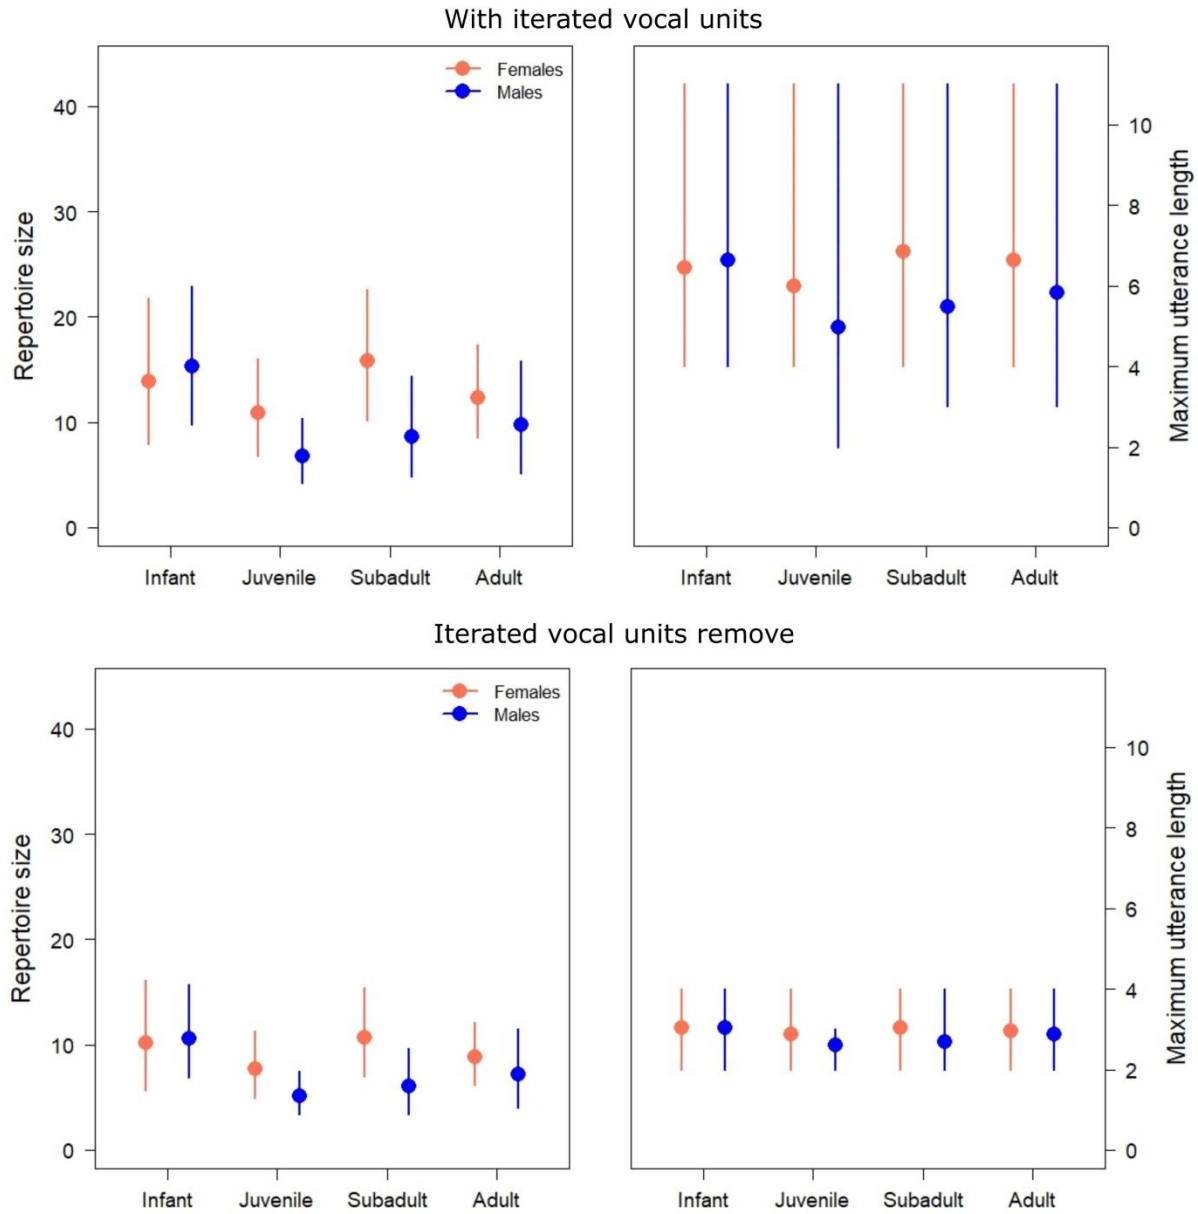 With iterated vocal units
Females
Males
40
30
20
10
0
Repertoire size
Infant Juvenile Subadult Adult
10
8
6
4
2
0
Maximum utterance length
Infant Juvenile Subadult Adult
Iterated vocal units remove
Females
Males
40
30
20
10
0
Repertoire size
Infant Juvenile Subadult Adult
10
8
6
4
2
0
Maximum utterance length
Infant Juvenile Subadult Adult